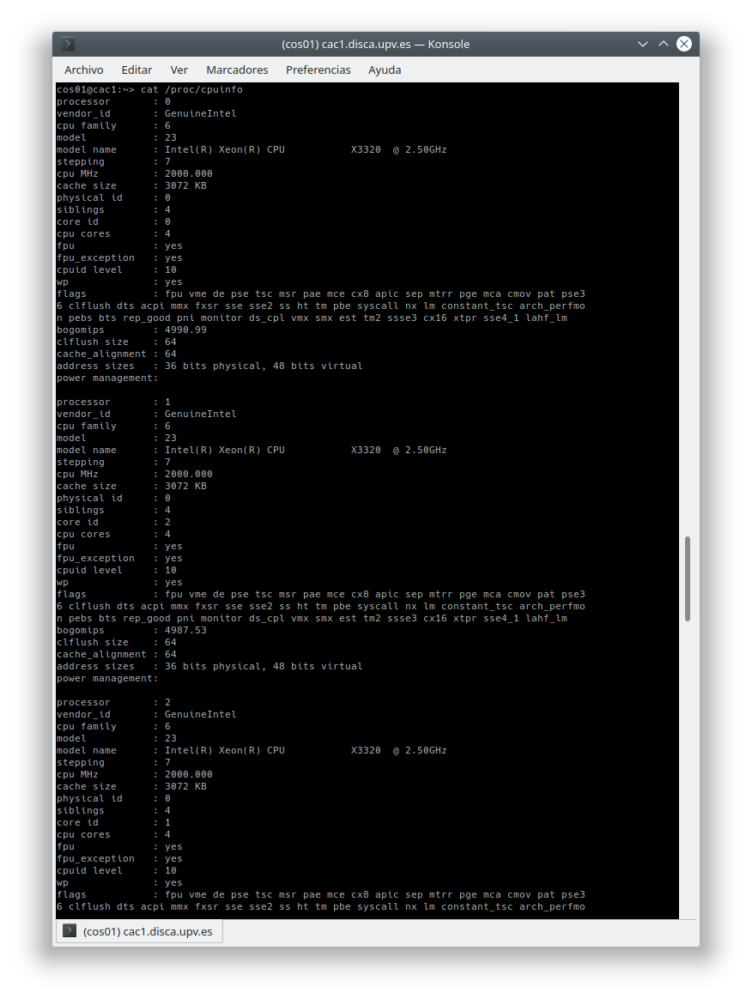 (cos01) cac1.disca.upv.es — Konsole
Archivo Editar Ver Marcadores Preferencias Ayuda
cos01@cac1:~> cat /proc/cpuinfo
processor       : 0
vendor_id       : GenuineIntel
cpu family      : 6
model           : 23
model name      : Intel(R) Xeon(R) CPU           X3320  @ 2.50GHz
stepping        : 7
cpu MHz         : 2000.000
cache size      : 3072 KB
physical id     : 0
siblings        : 4
core id         : 0
cpu cores       : 4
fpu             : yes
fpu_exception   : yes
cpuid level     : 10
wp              : yes
flags           : fpu vme de pse tsc msr pae mce cx8 apic sep mtrr pge mca cmov pat pse3
6 clflush dts acpi mmx fxsr sse sse2 ss ht tm pbe syscall nx lm constant_tsc arch_perfmo
n pebs bts rep_good pni monitor ds_cpl vmx smx est tm2 ssse3 cx16 xtpr sse4_1 lahf_lm
bogomips        : 4990.99
clflush size    : 64
cache_alignment : 64
address sizes   : 36 bits physical, 48 bits virtual
power management:

processor       : 1
vendor_id       : GenuineIntel
cpu family      : 6
model           : 23
model name      : Intel(R) Xeon(R) CPU           X3320  @ 2.50GHz
stepping        : 7
cpu MHz         : 2000.000
cache size      : 3072 KB
physical id     : 0
siblings        : 4
core id         : 2
cpu cores       : 4
fpu             : yes
fpu_exception   : yes
cpuid level     : 10
wp              : yes
flags           : fpu vme de pse tsc msr pae mce cx8 apic sep mtrr pge mca cmov pat pse3
6 clflush dts acpi mmx fxsr sse sse2 ss ht tm pbe syscall nx lm constant_tsc arch_perfmo
n pebs bts rep_good pni monitor ds_cpl vmx smx est tm2 ssse3 cx16 xtpr sse4_1 lahf_lm
bogomips        : 4987.53
clflush size    : 64
cache_alignment : 64
address sizes   : 36 bits physical, 48 bits virtual
power management:

processor       : 2
vendor_id       : GenuineIntel
cpu family      : 6
model           : 23
model name      : Intel(R) Xeon(R) CPU           X3320  @ 2.50GHz
stepping        : 7
cpu MHz         : 2000.000
cache size      : 3072 KB
physical id     : 0
siblings        : 4
core id         : 1
cpu cores       : 4
fpu             : yes
fpu_exception   : yes
cpuid level     : 10
wp              : yes
flags           : fpu vme de pse tsc msr pae mce cx8 apic sep mtrr pge mca cmov pat pse3
6 clflush dts acpi mmx fxsr sse sse2 ss ht tm pbe syscall nx lm constant_tsc arch_perfmo
(cos01) cac1.disca.upv.es